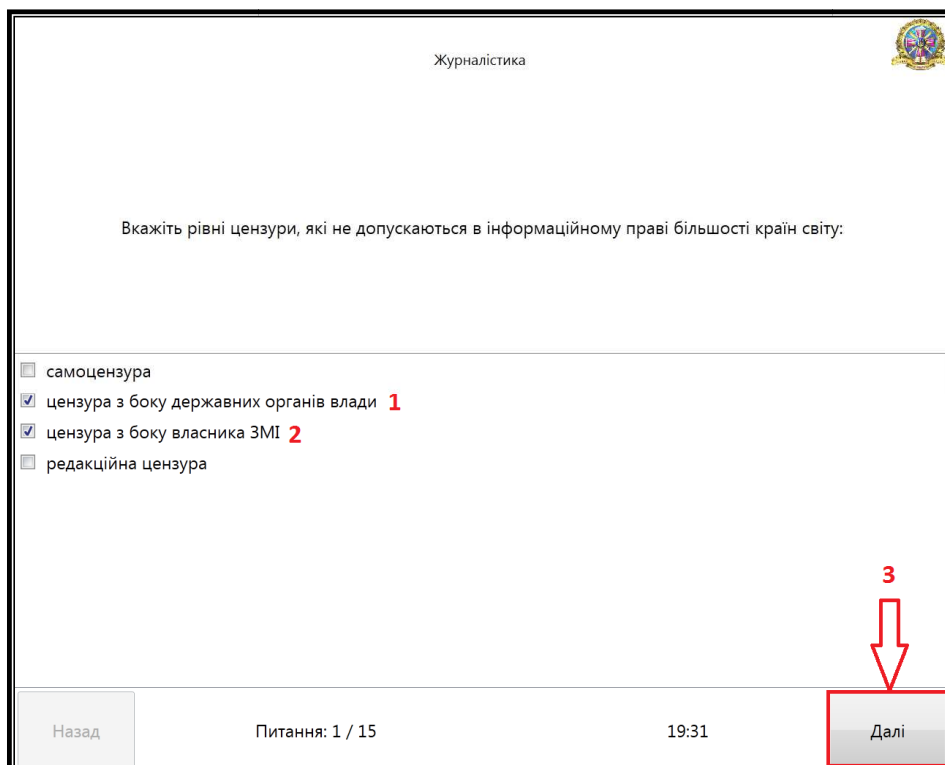 Журналістика
Вкажіть рівні цензури, які не допускаються в інформаційному праві більшості країн світу:
самоцензура
цензура з боку державних органів влади 1
цензура з боку власника ЗМІ 2
редакційна цензура
3
Назад Питання: 1 / 15 19:31 Далі